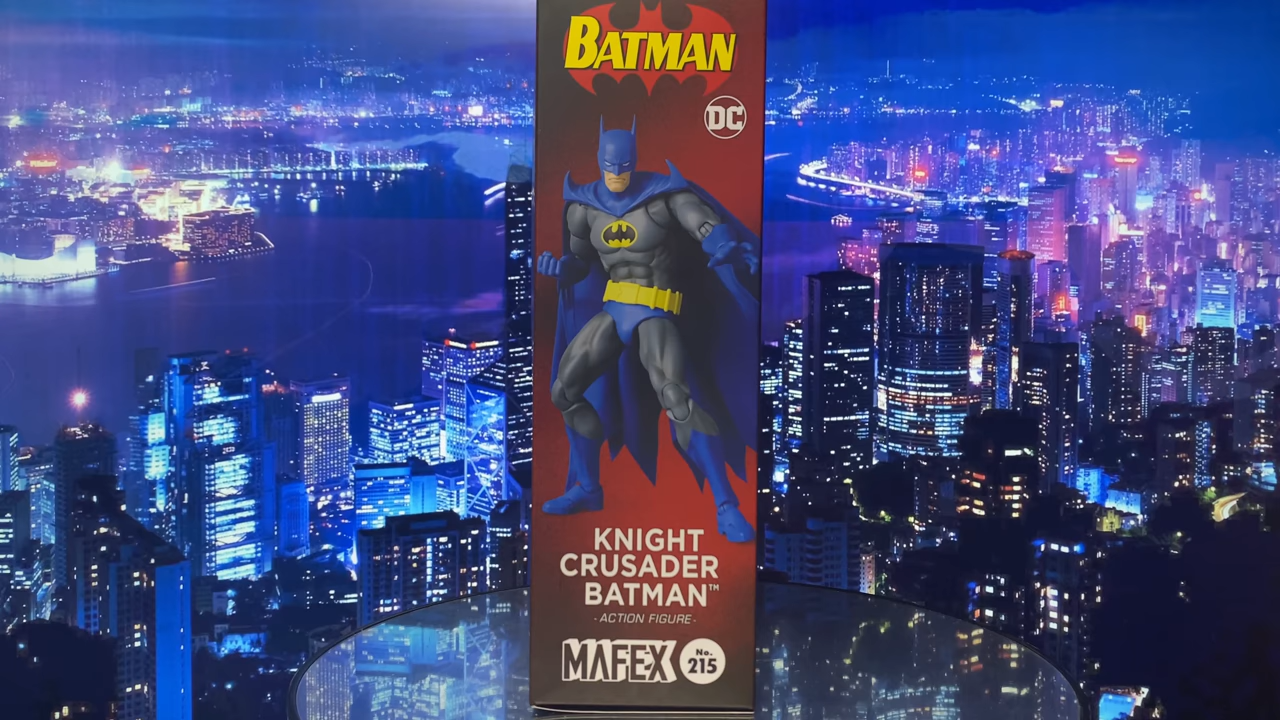 BATMAN
DC
KNIGHT
CRUSADER
BATMAN™
- ACTION FIGURE -
MAFEX No. 215